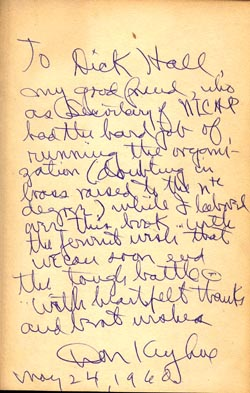 To Dick Hall,
my good friend, who
as Secretary of NICAP
had the hard job of
running the organi-
zation (doubling in
brass raised to the nth
degree) while I labored
over this book, with
the fervent wish that
we can soon end
the tough battle –
with heartfelt thanks
and best wishes
Don Keyhoe
May 24, 1960